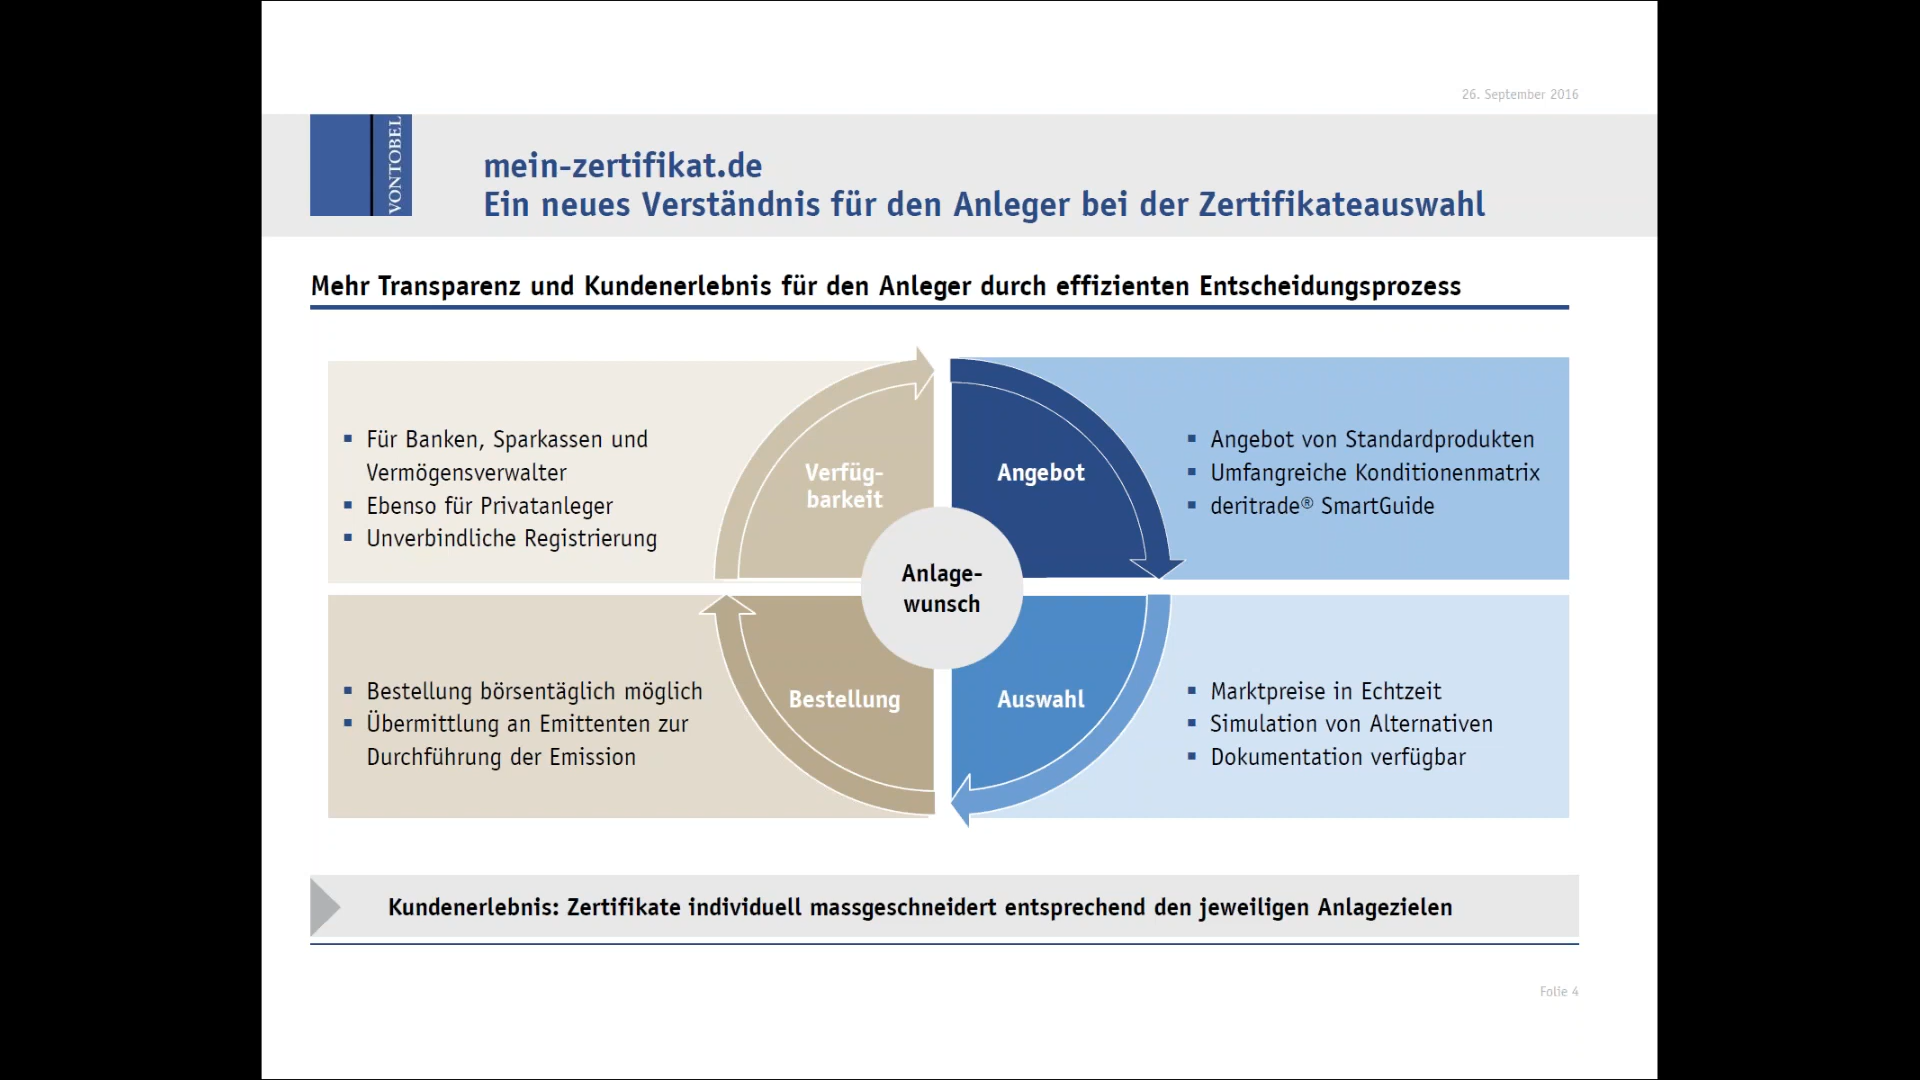 26. September 2016
VONTOBEL
mein-zertifikat.de
Ein neues Verständnis für den Anleger bei der Zertifikateauswahl
Mehr Transparenz und Kundenerlebnis für den Anleger durch effizienten Entscheidungsprozess
▪ Für Banken, Sparkassen und
Vermögensverwalter
▪ Ebenso für Privatanleger
▪ Unverbindliche Registrierung
Verfüg-
barkeit
Angebot
▪ Angebot von Standardprodukten
▪ Umfangreiche Konditionenmatrix
▪ deritrade® SmartGuide
Anlage-
wunsch
▪ Bestellung börsentäglich möglich
▪ Übermittlung an Emittenten zur
Durchführung der Emission
Bestellung
Auswahl
▪ Marktpreise in Echtzeit
▪ Simulation von Alternativen
▪ Dokumentation verfügbar
Kundenerlebnis: Zertifikate individuell massgeschneidert entsprechend den jeweiligen Anlagezielen
Folie 4